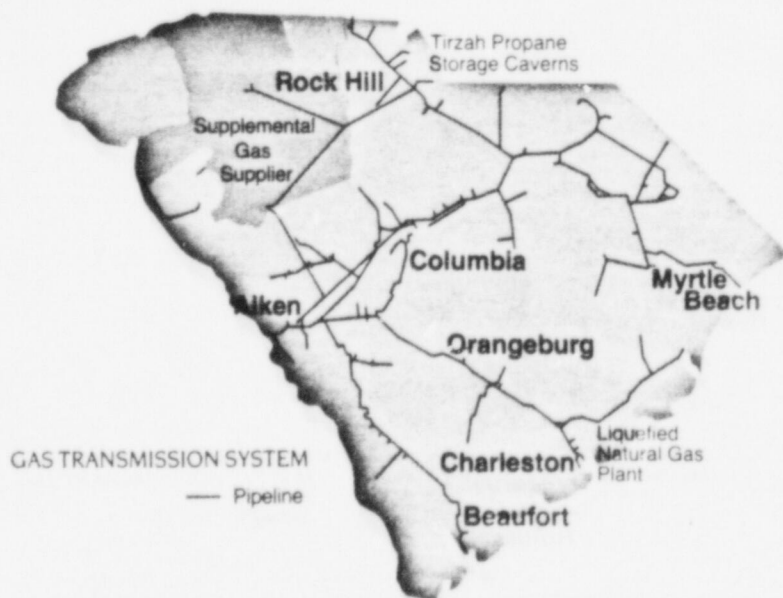 Tirzah Propane
Storage Caverns
Rock Hill
Supplemental
Gas
Supplier
Columbia
Myrtle
Beach
Aiken
Orangeburg
Liquefied
Natural Gas
Plant
GAS TRANSMISSION SYSTEM
Charleston
Pipeline
Beaufort